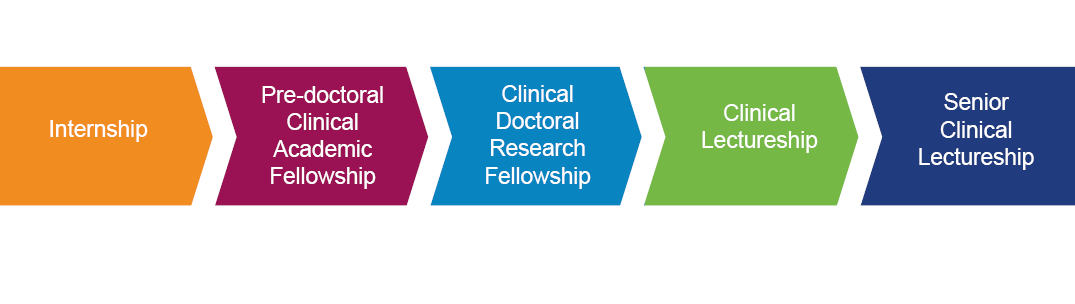 Internship
Pre-doctoral
Clinical
Academic
Fellowship
Clinical
Doctoral
Research
Fellowship
Clinical
Lectureship
Senior
Clinical
Lectureship